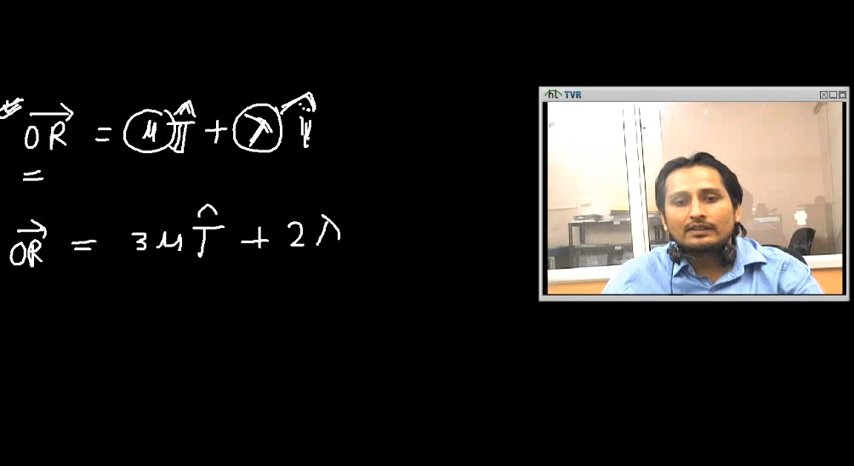 OR = μ î + λ ĵ
=
OR = 3μ î + 2λ
TVR